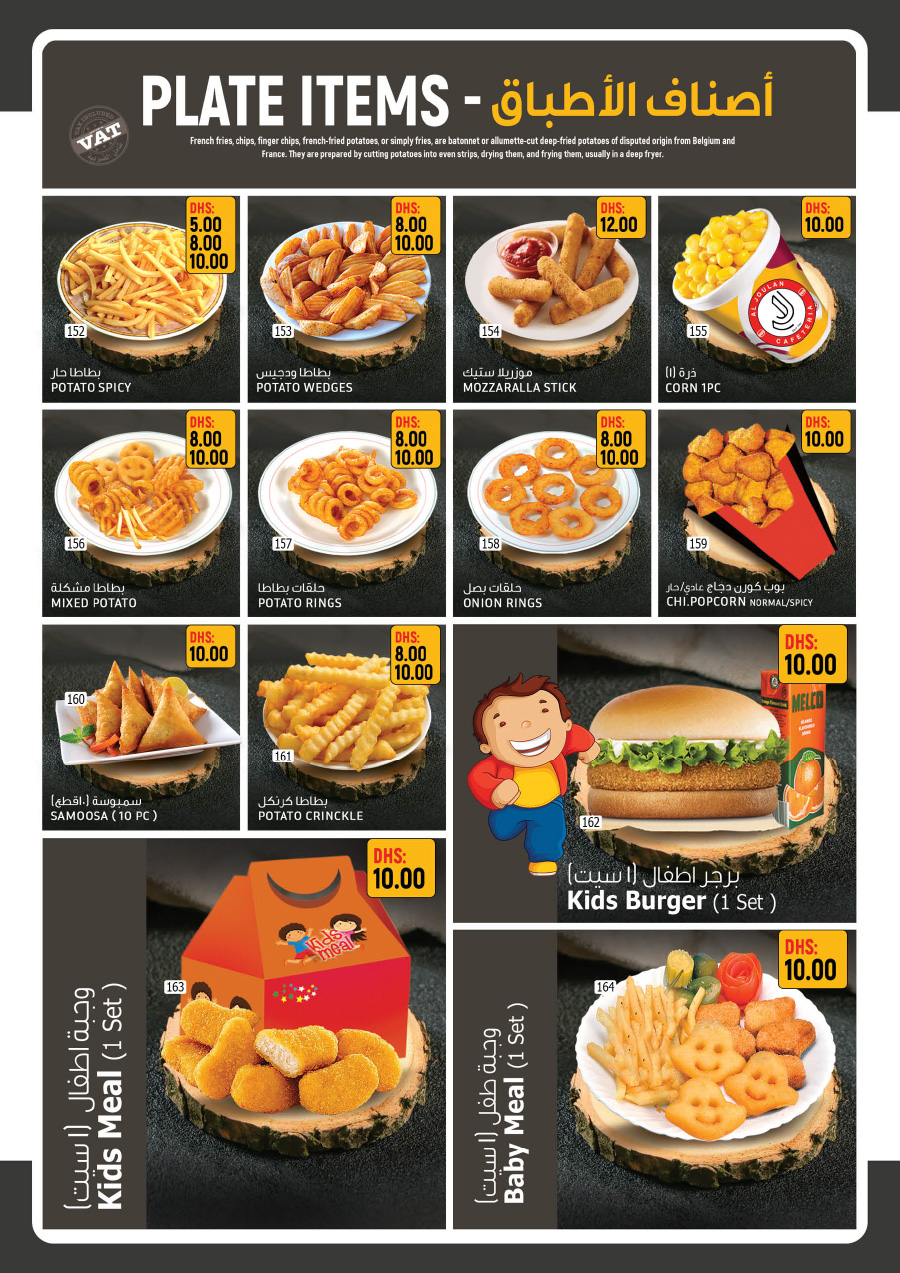 PLATE ITEMS - أصناف الأطباق
VAT
French fries, chips, finger chips, french-fried potatoes, or simply fries, are batonnet or allumette-cut deep-fried potatoes of disputed origin from Belgium and
France. They are prepared by cutting potatoes into even strips, drying them, and frying them, usually in a deep fryer.
DHS:
5.00
8.00
10.00
152
بطاطا حار
POTATO SPICY
DHS:
8.00
10.00
153
بطاطا ودجيس
POTATO WEDGES
DHS:
12.00
154
موزريلا ستيك
MOZZARALLA STICK
DHS:
10.00
AL JOULAN
CAFETERIA
155
ذرة (١)
CORN 1PC
DHS:
8.00
10.00
156
بطاطا مشكلة
MIXED POTATO
DHS:
8.00
10.00
157
حلقات بطاطا
POTATO RINGS
DHS:
8.00
10.00
158
حلقات بصل
ONION RINGS
DHS:
10.00
159
بوب كورن دجاج عادي/حار
CHI.POPCORN NORMAL/SPICY
DHS:
10.00
160
سمبوسة (١٠قطع)
SAMOOSA ( 10 PC )
DHS:
8.00
10.00
161
بطاطا كرنكل
POTATO CRINCKLE
DHS:
10.00
MELCO
162
برجر اطفال (١ سيت)
Kids Burger (1 Set )
DHS:
10.00
Kids
meal
163
وجبة اطفال (١ سيت)
Kids Meal (1 Set )
DHS:
10.00
164
وجبة طفل (١ سيت)
Baby Meal (1 Set )